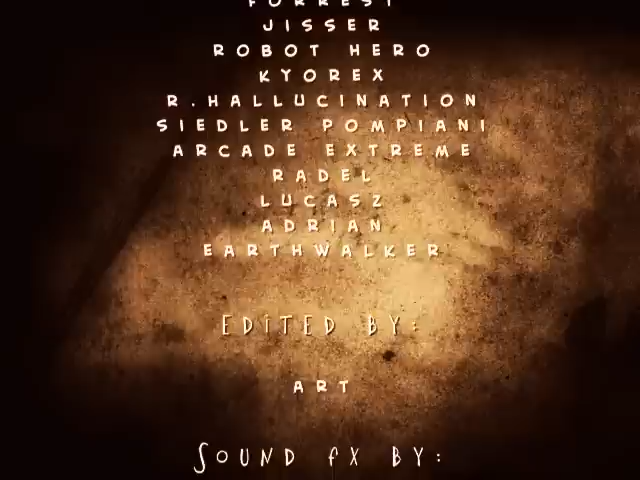 FORREST
JISSER
ROBOT HERO
KYOREX
R.HALLUCINATION
SIEDLER POMPIANI
ARCADE EXTREME
RADEL
LUCASZ
ADRIAN
EARTHWALKER
EDITED BY:
ART
SOUND FX BY: